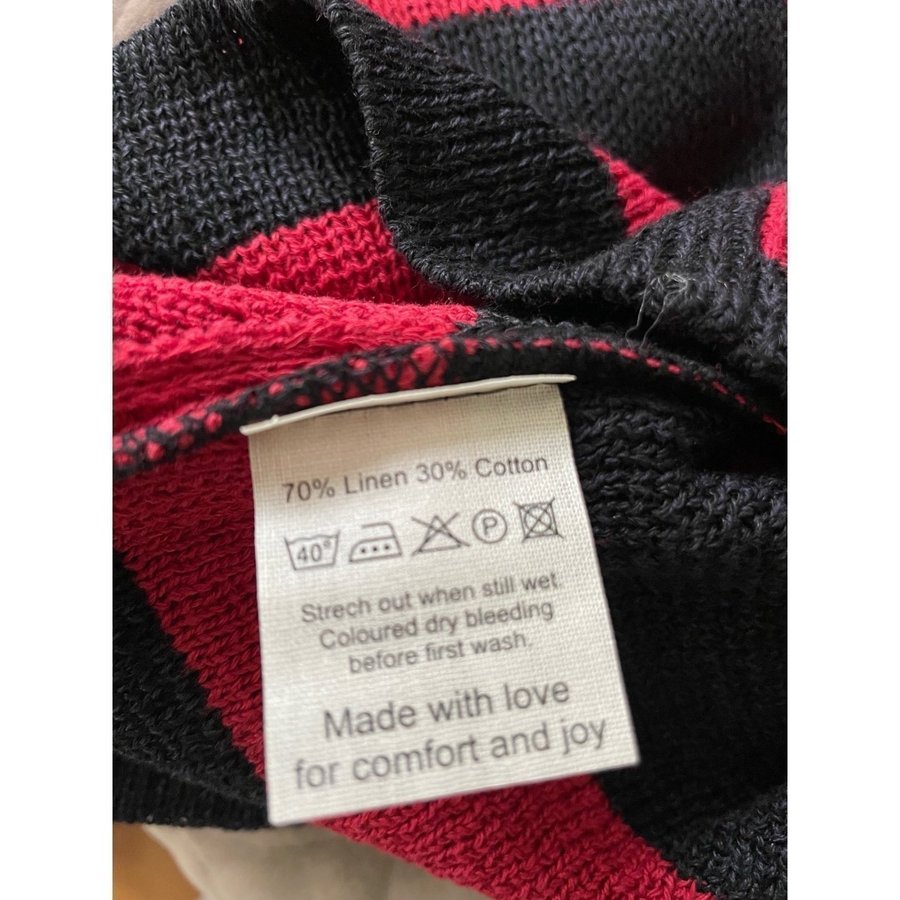 70% Linen 30% Cotton
40° P
Strech out when still wet.
Coloured dry bleeding
before first wash.
Made with love
for comfort and joy